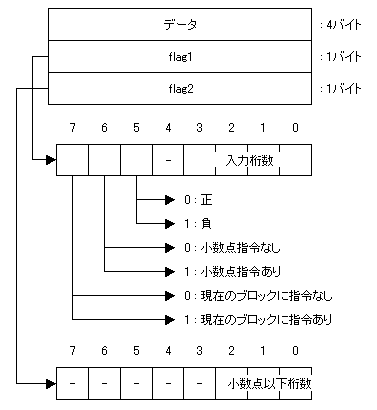 データ :4バイト
flag1 :1バイト
flag2 :1バイト
7 6 5 4 3 2 1 0
- 入力桁数
0:正
1:負
0:小数点指令なし
1:小数点指令あり
0:現在のブロックに指令なし
1:現在のブロックに指令あり
7 6 5 4 3 2 1 0
- - - - - 小数点以下桁数